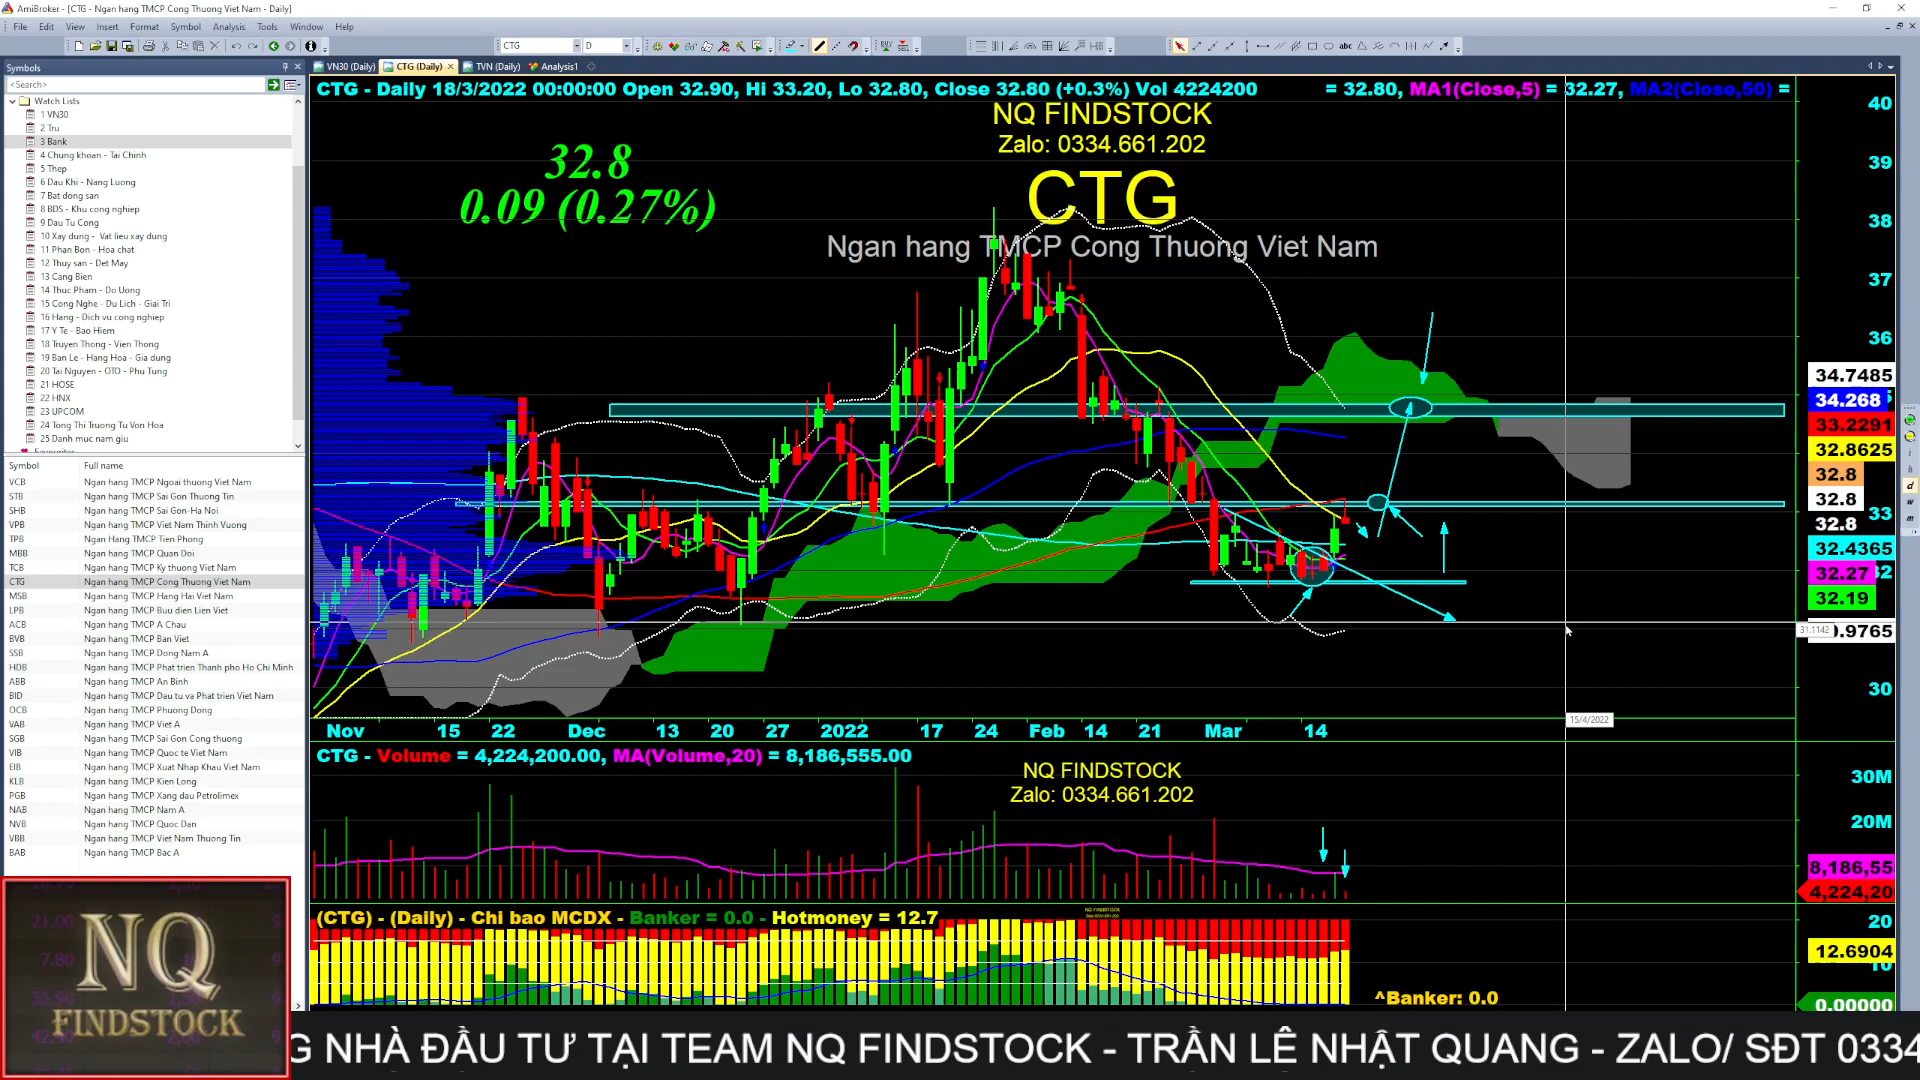 AmiBroker - [CTG - Ngan hang TMCP Cong Thuong Viet Nam - Daily]
File Edit View Insert Format Symbol Analysis Tools Window Help
CTG D
Symbols
VN30 (Daily) CTG (Daily) TVN (Daily) Analysis1
<Search>
Watch Lists
1 VN30
2 Tru
3 Bank
4 Chung khoan - Tai Chinh
5 Thep
6 Dau Khi - Nang Luong
7 Bat dong san
8 BDS - Khu cong nghiep
9 Dau Tu Cong
10 Xay dung - Vat lieu xay dung
11 Phan Bon - Hoa chat
12 Thuy san - Det May
13 Cang Bien
14 Thuc Pham - Do Uong
15 Cong Nghe - Du Lich - Giai Tri
16 Hang - Dich vu cong nghiep
17 Y Te - Bao Hiem
18 Truyen Thong - Vien Thong
19 Ban Le - Hang Hoa - Gia dung
20 Tai Nguyen - OTO - Phu Tung
21 HOSE
22 HNX
23 UPCOM
24 Tong Thi Truong Tu Von Hoa
25 Danh muc nam giu
Symbol Full name
VCB Ngan hang TMCP Ngoai thuong Viet Nam
STB Ngan hang TMCP Sai Gon Thuong Tin
SHB Ngan hang TMCP Sai Gon-Ha Noi
VPB Ngan hang TMCP Viet Nam Thinh Vuong
TPB Ngan Hang TMCP Tien Phong
MBB Ngan hang TMCP Quan Doi
TCB Ngan hang TMCP Ky thuong Viet Nam
CTG Ngan hang TMCP Cong Thuong Viet Nam
MSB Ngan hang TMCP Hang Hai Viet Nam
LPB Ngan hang TMCP Buu dien Lien Viet
ACB Ngan hang TMCP A Chau
BVB Ngan hang TMCP Ban Viet
SSB Ngan hang TMCP Dong Nam A
HDB Ngan hang TMCP Phat trien Thanh pho Ho Chi Minh
ABB Ngan hang TMCP An Binh
BID Ngan hang TMCP Dau tu va Phat trien Viet Nam
OCB Ngan hang TMCP Phuong Dong
VAB Ngan hang TMCP Viet A
SGB Ngan hang TMCP Sai Gon Cong thuong
VIB Ngan hang TMCP Quoc te Viet Nam
EIB Ngan hang TMCP Xuat Nhap Khau Viet Nam
KLB Ngan hang TMCP Kien Long
PGB Ngan hang TMCP Xang dau Petrolimex
NAB Ngan hang TMCP Nam A
NVB Ngan hang TMCP Quoc Dan
VBB Ngan hang TMCP Viet Nam Thuong Tin
BAB Ngan hang TMCP Bac A
CTG - Daily 18/3/2022 00:00:00 Open 32.90, Hi 33.20, Lo 32.80, Close 32.80 (+0.3%) Vol 4224200 = 32.80, MA1(Close,5) = 32.27, MA2(Close,50) =
NQ FINDSTOCK
Zalo: 0334.661.202
CTG
Ngan hang TMCP Cong Thuong Viet Nam
32.8
0.09 (0.27%)
40
39
38
37
36
34.7485
34.268
33.2291
32.8625
32.8
32.8
33
32.8
32.4365
32.27
32
32.19
31.1142
0.9765
30
15/4/2022
Nov 15 22 Dec 13 20 27 2022 17 24 Feb 14 21 Mar 14
CTG - Volume = 4,224,200.00, MA(Volume,20) = 8,186,555.00
NQ FINDSTOCK
Zalo: 0334.661.202
30M
20M
8,186,55
4,224,20
(CTG) - (Daily) - Chi bao MCDX - Banker = 0.0 - Hotmoney = 12.7
20
12.6904
10
^Banker: 0.0
0.00000
NQ
FINDSTOCK
G NHÀ ĐẦU TƯ TẠI TEAM NQ FINDSTOCK - TRẦN LÊ NHẬT QUANG - ZALO/ SĐT 0334